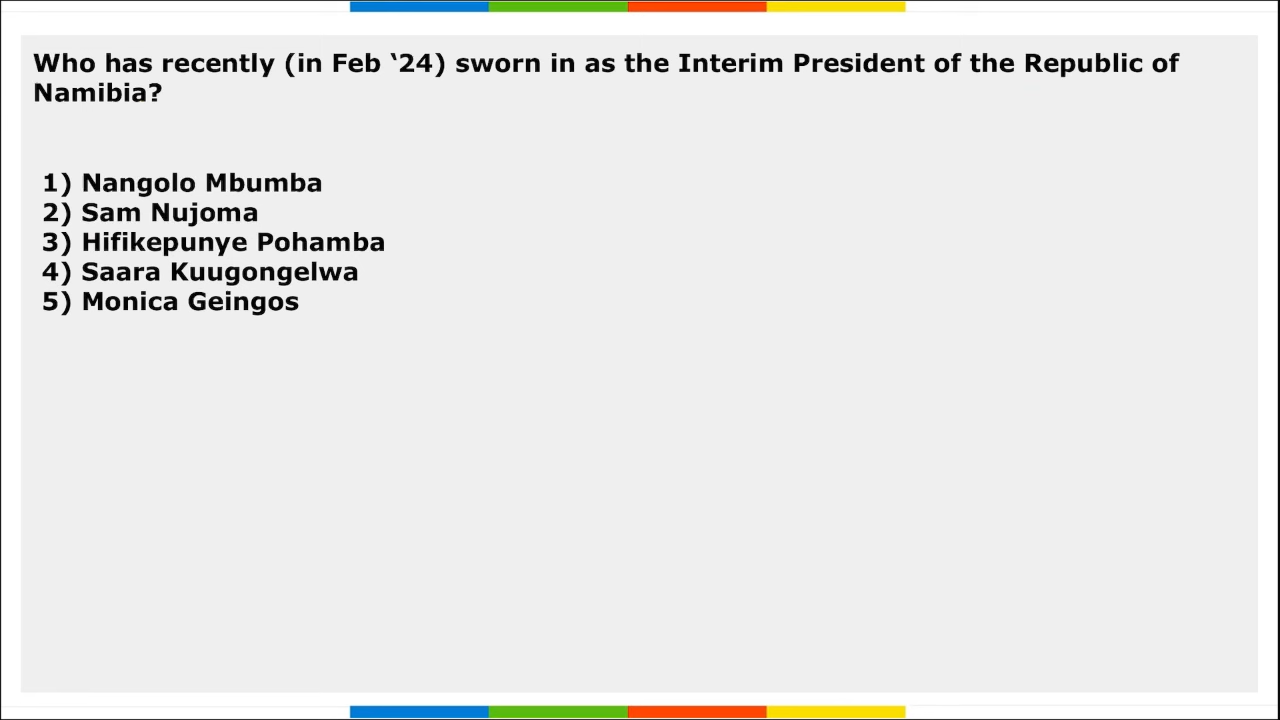 Who has recently (in Feb ‘24) sworn in as the Interim President of the Republic of
Namibia?
1) Nangolo Mbumba
2) Sam Nujoma
3) Hifikepunye Pohamba
4) Saara Kuugongelwa
5) Monica Geingos